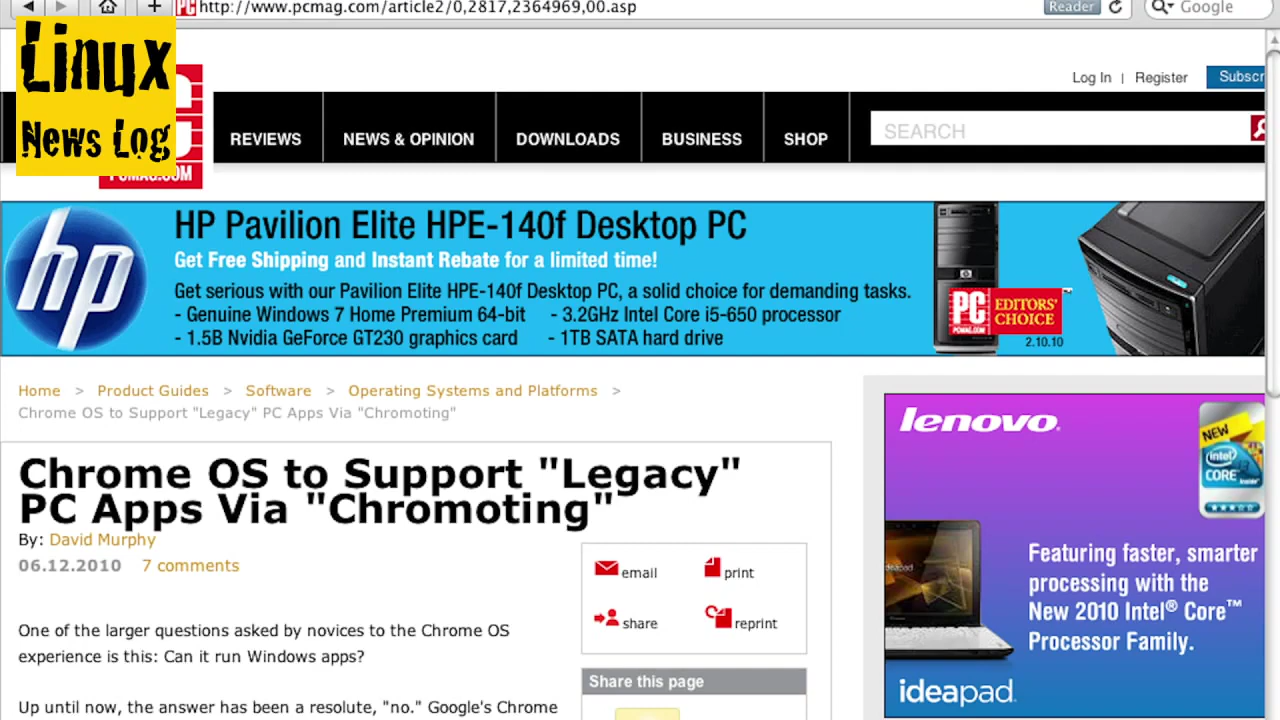 http://www.pcmag.com/article2/0,2817,2364969,00.asp
Reader
Google
Linux
News Log
Log In | Register
Subscr
PCMAG.COM
REVIEWS
NEWS & OPINION
DOWNLOADS
BUSINESS
SHOP
SEARCH
hp
HP Pavilion Elite HPE-140f Desktop PC
Get Free Shipping and Instant Rebate for a limited time!
Get serious with our Pavilion Elite HPE-140f Desktop PC, a solid choice for demanding tasks.
- Genuine Windows 7 Home Premium 64-bit - 3.2GHz Intel Core i5-650 processor
- 1.5B Nvidia GeForce GT230 graphics card - 1TB SATA hard drive
PC
PCMAG.COM
EDITORS'
CHOICE
2.10.10
Home > Product Guides > Software > Operating Systems and Platforms >
Chrome OS to Support "Legacy" PC Apps Via "Chromoting"
Chrome OS to Support "Legacy"
PC Apps Via "Chromoting"
By: David Murphy
06.12.2010 7 comments
email
print
share
reprint
Share this page
One of the larger questions asked by novices to the Chrome OS
experience is this: Can it run Windows apps?
Up until now, the answer has been a resolute, "no." Google's Chrome
lenovo
NEW
intel
CORE i3
inside
Featuring faster, smarter
processing with the
New 2010 Intel® Core™
Processor Family.
ideapad